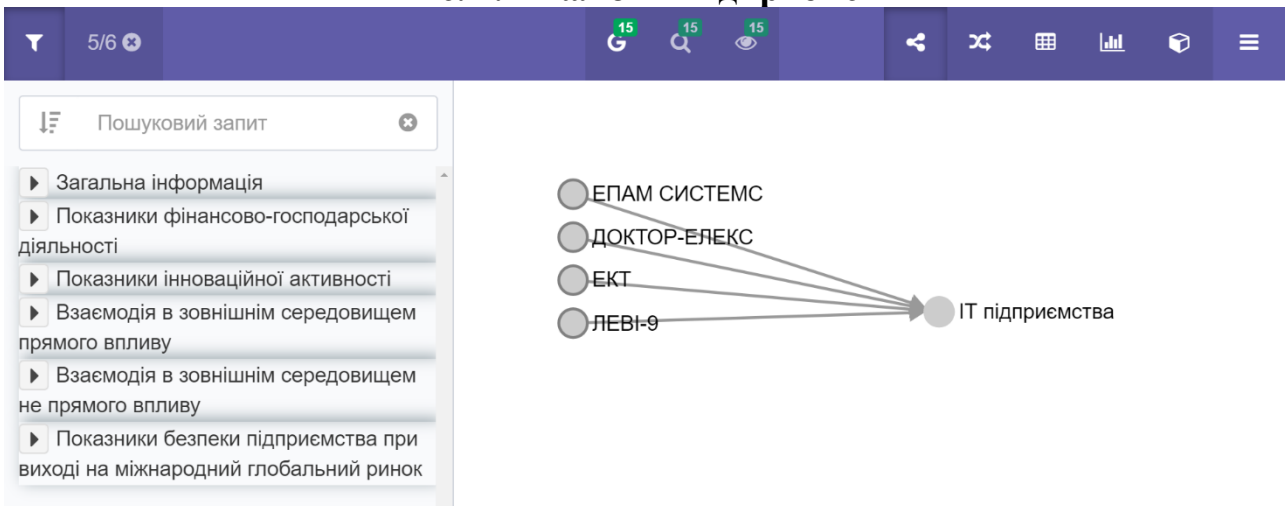 5/6
15
15
15
Пошуковий запит
Загальна інформація
Показники фінансово-господарської
діяльності
Показники інноваційної активності
Взаємодія в зовнішнім середовищем
прямого впливу
Взаємодія в зовнішнім середовищем
не прямого впливу
Показники безпеки підприємства при
виході на міжнародний глобальний ринок
ЕПАМ СИСТЕМС
ДОКТОР-ЕЛЕКС
ЕКТ
ЛЕВІ-9
ІТ підприємства